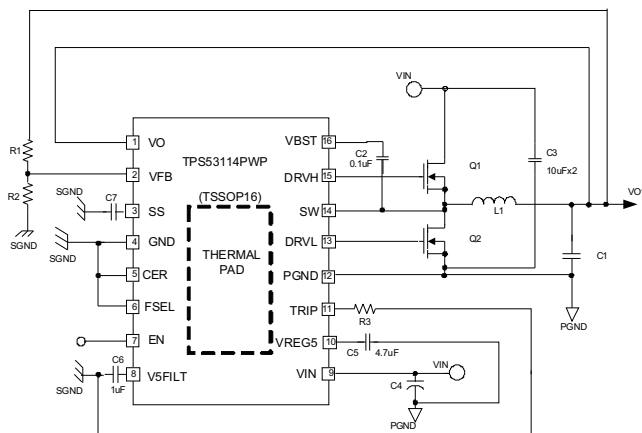 VIN
R1
1
VO
VBST
16
C2
0.1uF
C3
10uFx2
TPS53114PWP
Q1
2
VFB
DRVH
15
R2
(TSSOP16)
SGND
C7
3
SS
SW
14
L1
VO
SGND
THERMAL
PAD
4
GND
DRVL
13
Q2
SGND
5
CER
PGND
12
C1
6
FSEL
TRIP
11
R3
PGND
7
EN
VREG5
10
C5
4.7uF
C6
1uF
8
V5FILT
VIN
9
VIN
SGND
C4
PGND